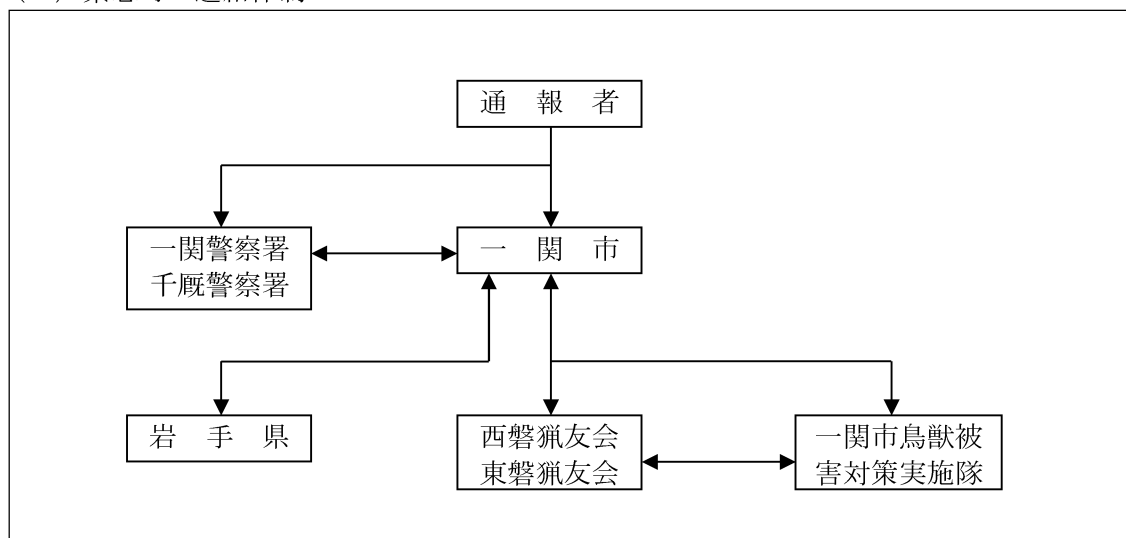 通報者
一関警察署
千厩警察署
一関市
岩手県
西磐猟友会
東磐猟友会
一関市鳥獣被
害対策実施隊